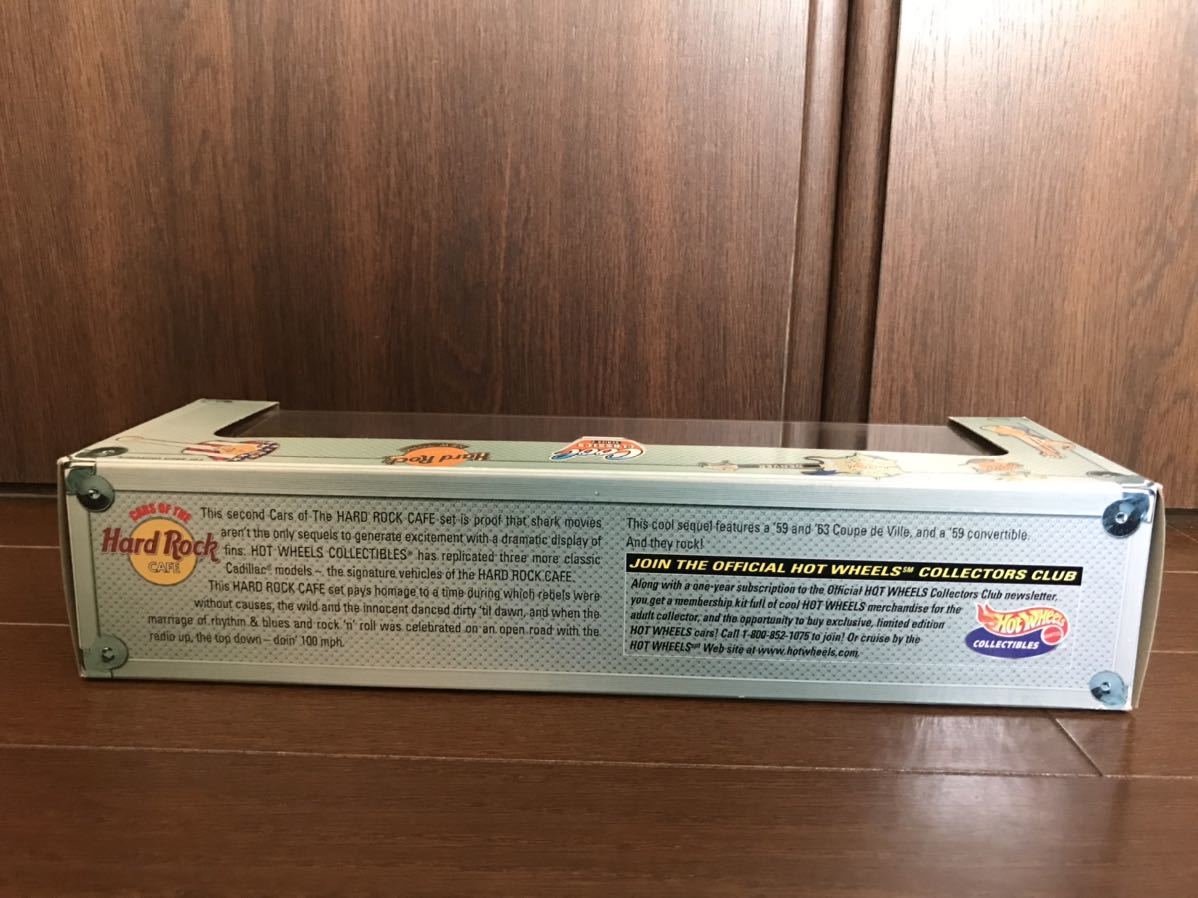 Hard Rock
CARS OF THE
Hard Rock
CAFE
This second Cars of The HARD ROCK CAFE set is proof that shark movies
aren't the only sequels to generate excitement with a dramatic display of
fins. HOT WHEELS COLLECTIBLES® has replicated three more classic
Cadillac® models – the signature vehicles of the HARD ROCK CAFE.
This HARD ROCK CAFE set pays homage to a time during which rebels were
without causes, the wild and the innocent danced dirty 'til dawn, and when the
marriage of rhythm & blues and rock 'n' roll was celebrated on an open road with the
radio up, the top down – doin' 100 mph.
This cool sequel features a '59 and '63 Coupe de Ville, and a '59 convertible.
And they rock!
JOIN THE OFFICIAL HOT WHEELS℠ COLLECTORS CLUB
Along with a one-year subscription to the Official HOT WHEELS Collectors Club newsletter,
you get a membership kit full of cool HOT WHEELS merchandise for the
adult collector, and the opportunity to buy exclusive, limited edition
HOT WHEELS cars! Call 1-800-852-1075 to join! Or cruise by the
HOT WHEELS℠ Web site at www.hotwheels.com.
HOT WHEELS
COLLECTIBLES